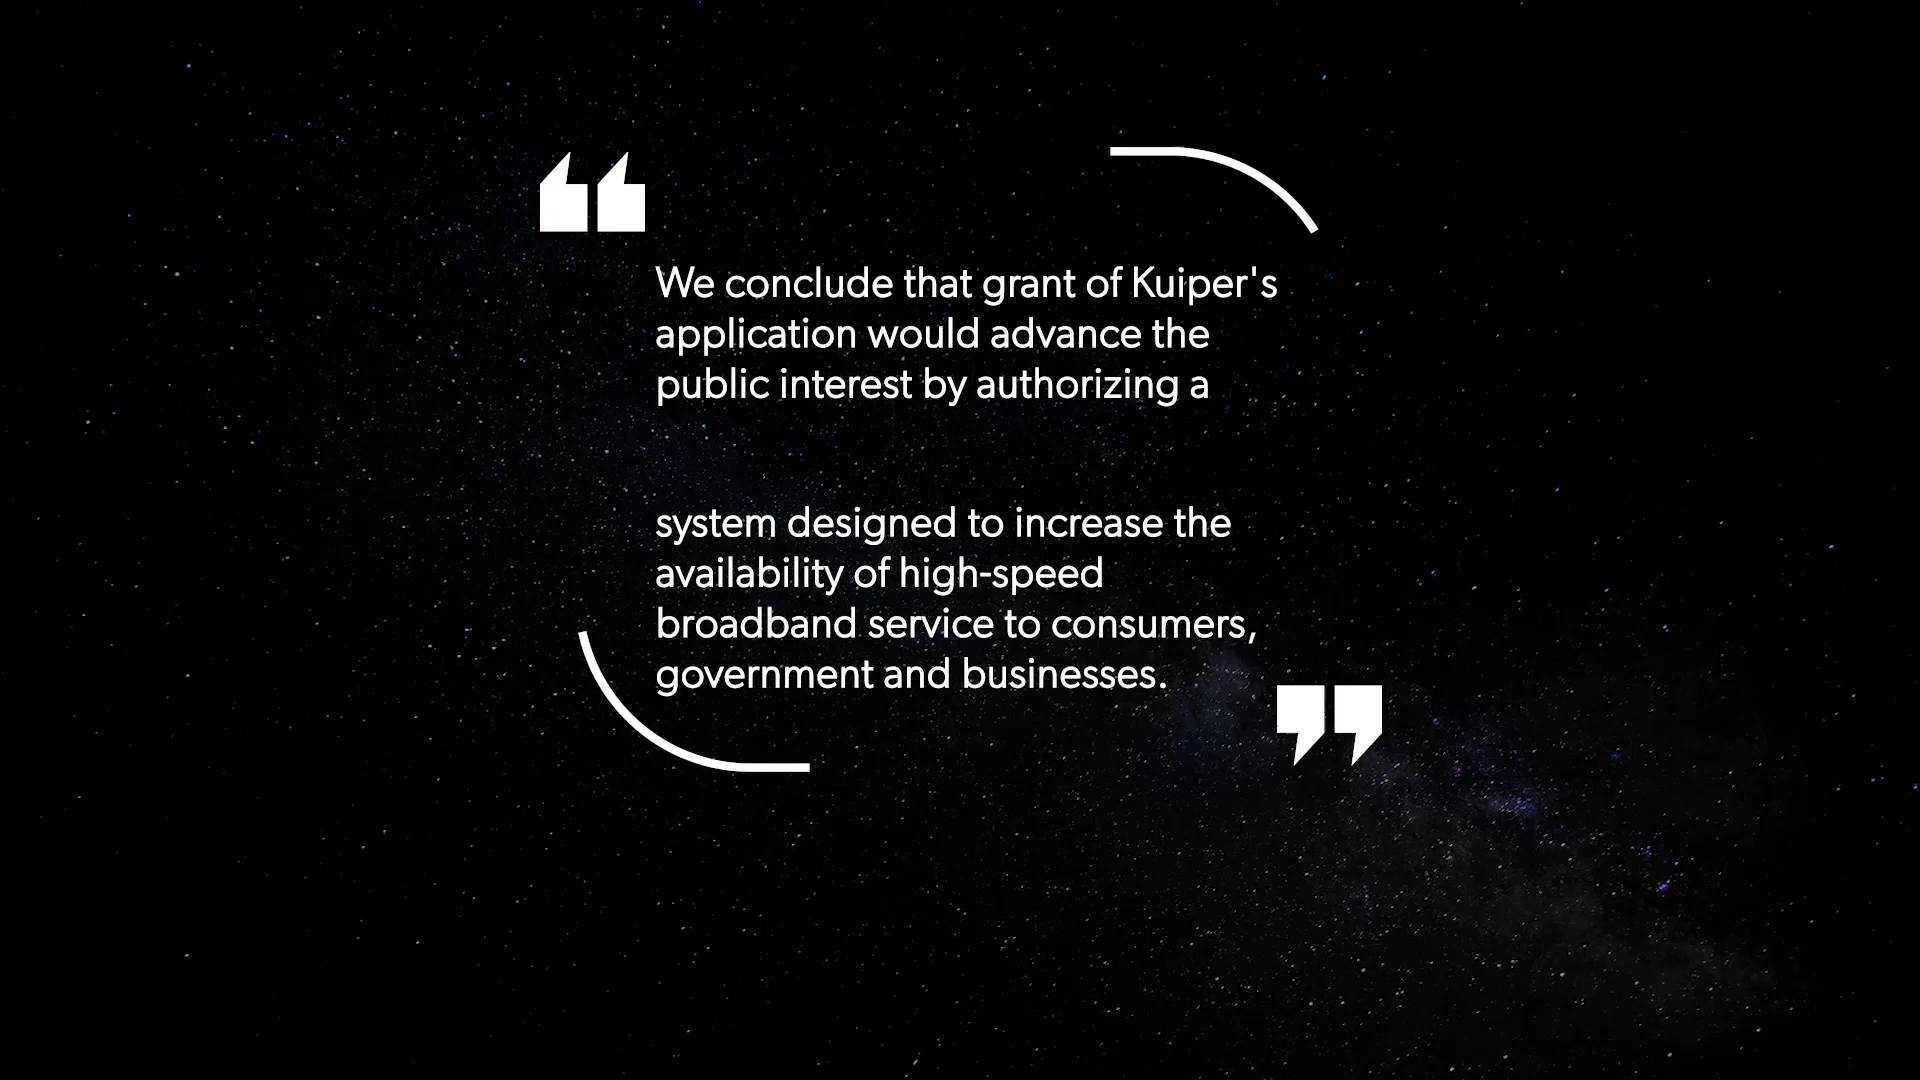 We conclude that grant of Kuiper's
application would advance the
public interest by authorizing a
system designed to increase the
availability of high-speed
broadband service to consumers,
government and businesses.